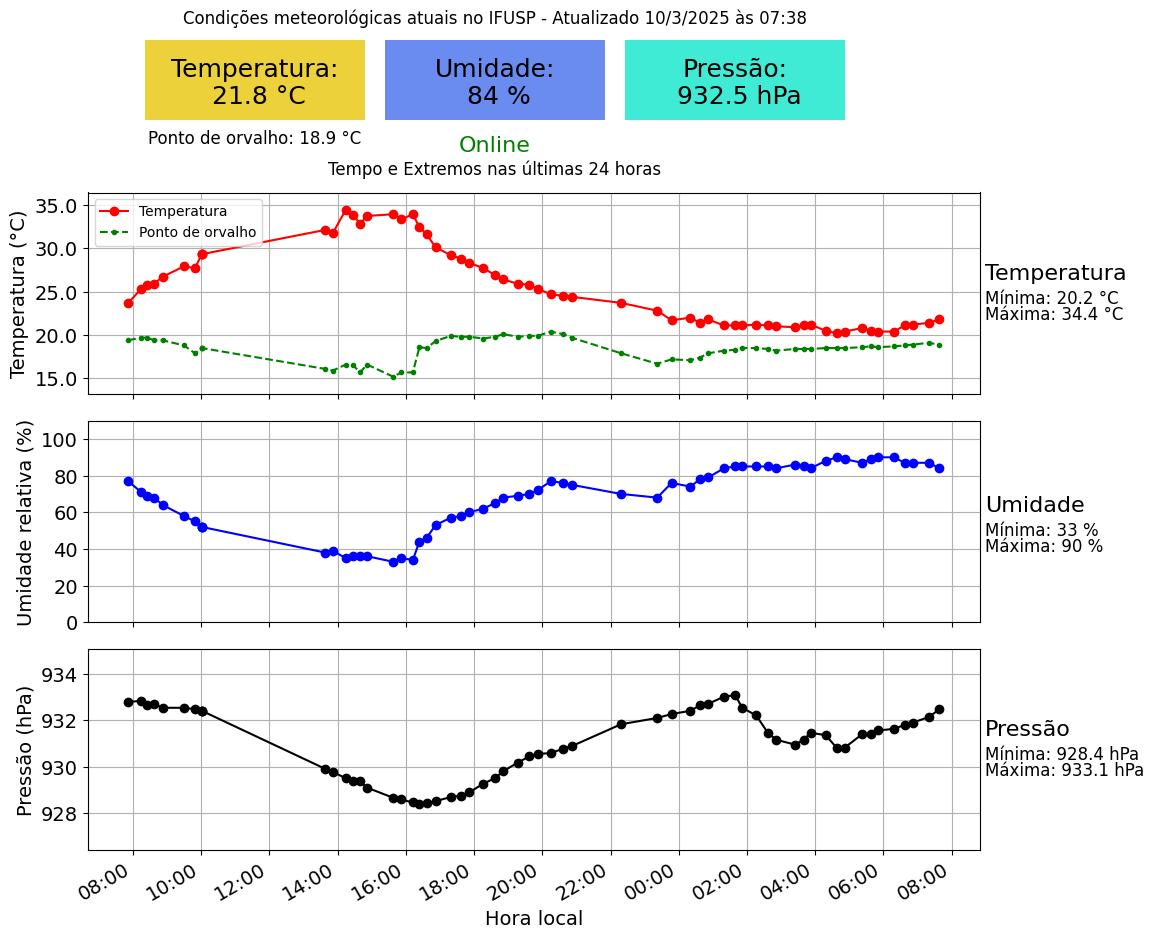 Condições meteorológicas atuais no IFUSP - Atualizado 10/3/2025 às 07:38
Temperatura:
21.8 °C
Umidade:
84 %
Pressão:
932.5 hPa
Ponto de orvalho: 18.9 °C
Online
Tempo e Extremos nas últimas 24 horas
Temperatura (°C)
35.0
30.0
25.0
20.0
15.0
Temperatura
Ponto de orvalho
Temperatura
Mínima: 20.2 °C
Máxima: 34.4 °C
Umidade relativa (%)
100
80
60
40
20
0
Umidade
Mínima: 33 %
Máxima: 90 %
Pressão (hPa)
934
932
930
928
Pressão
Mínima: 928.4 hPa
Máxima: 933.1 hPa
08:00 10:00 12:00 14:00 16:00 18:00 20:00 22:00 00:00 02:00 04:00 06:00 08:00
Hora local